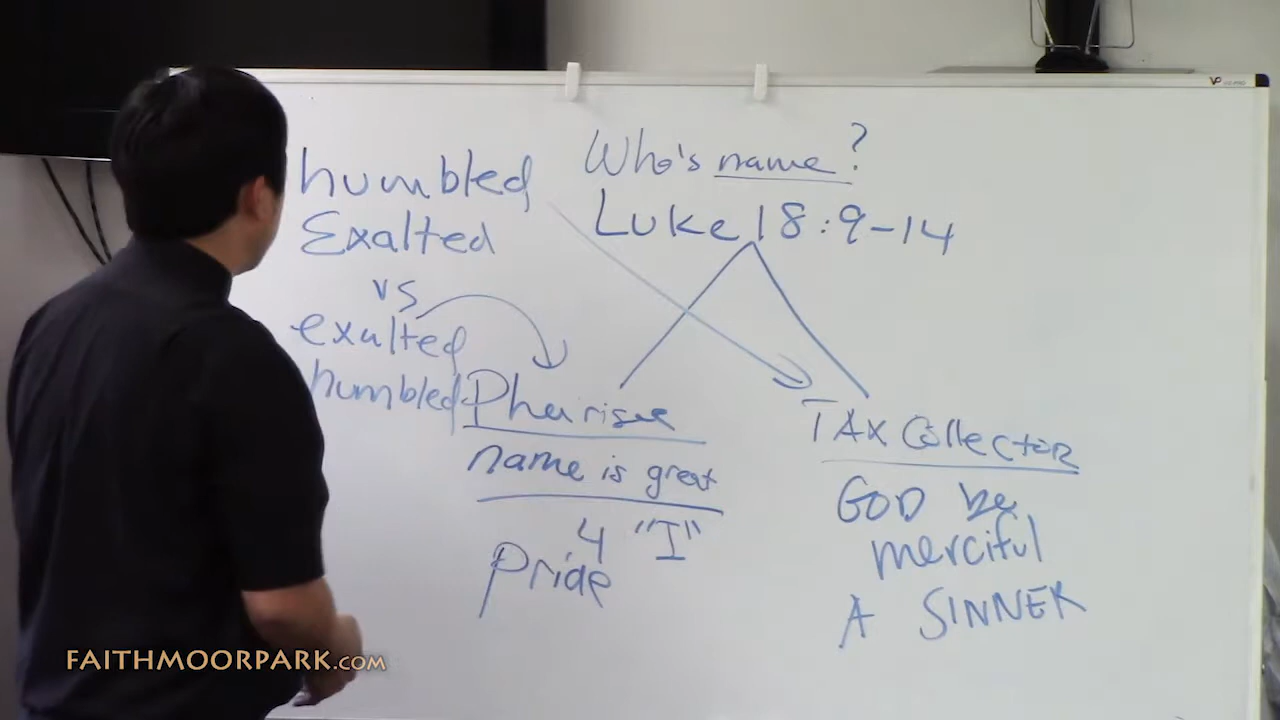 Who's name?
Luke 18:9-14
humbled
Exalted
vs
exalted
humbled
Pharisee
name is great
4 "I"
Pride
TAX Collector
GOD be
merciful
A SINNER
FAITHMOORPARK.COM